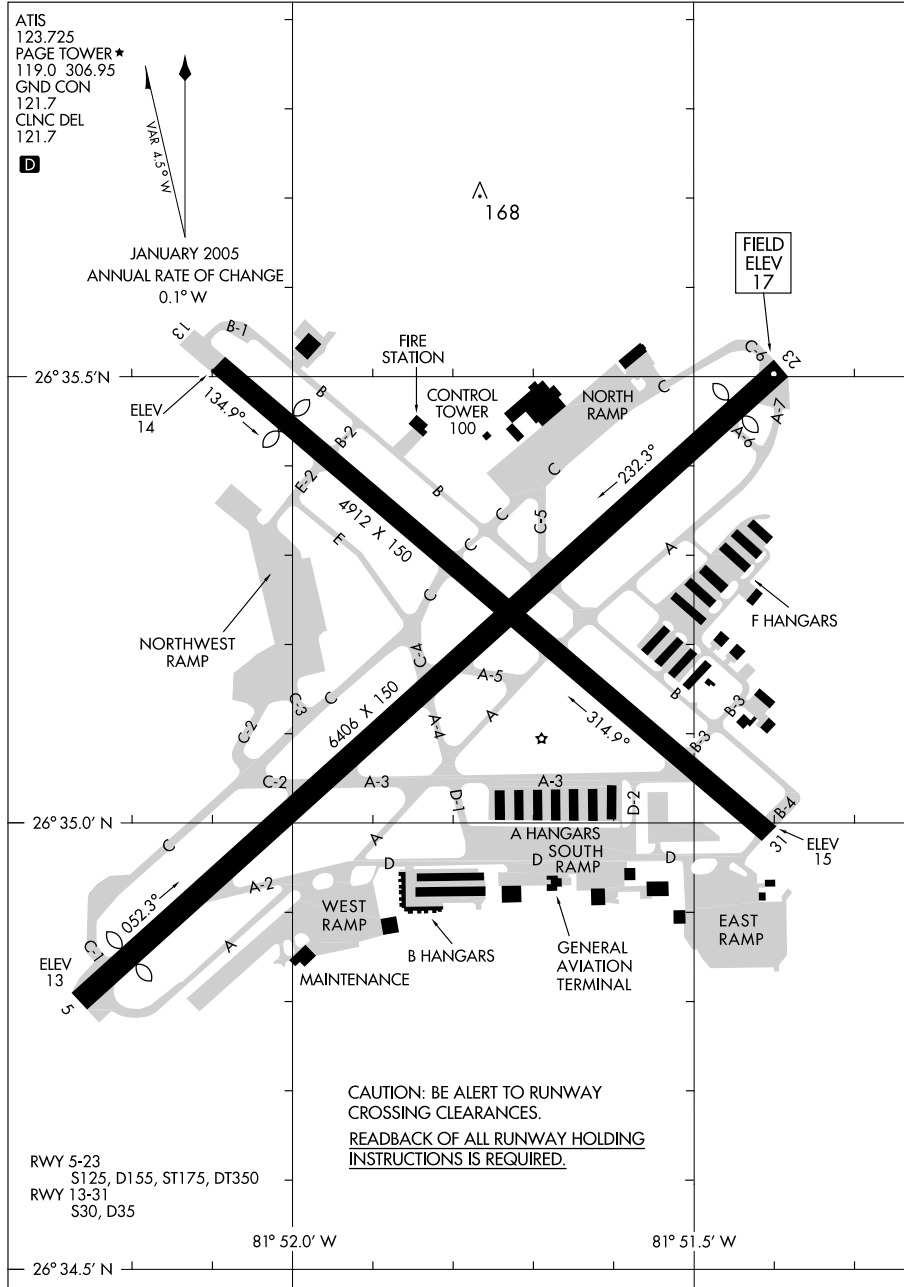 ATIS
123.725
PAGE TOWER★
119.0 306.95
GND CON
121.7
CLNC DEL
121.7
D
VAR 4.5° W
JANUARY 2005
ANNUAL RATE OF CHANGE
0.1° W
168
FIELD
ELEV
17
13
B-1
FIRE
STATION
C-6
23
26° 35.5' N
ELEV
14
134.9°
B
B-2
CONTROL
TOWER
100
NORTH
RAMP
C
A-7
A-6
E-2
B
C
232.3°
4912 X 150
C
C-5
E
C
A
C
F HANGARS
NORTHWEST
RAMP
C-4
A-5
B
C-3
C
6406 X 150
A-4
A
314.9°
B-3
B-3
C-2
C-2
A-3
A-3
D-1
D-2
B-4
26° 35.0' N
31
ELEV
15
C
A
A HANGARS
SOUTH
RAMP
D
D
D
A-2
052.3°
WEST
RAMP
EAST
RAMP
C-1
A
B HANGARS
GENERAL
AVIATION
TERMINAL
ELEV
13
MAINTENANCE
5
CAUTION: BE ALERT TO RUNWAY
CROSSING CLEARANCES.
READBACK OF ALL RUNWAY HOLDING
INSTRUCTIONS IS REQUIRED.
RWY 5-23
S125, D155, ST175, DT350
RWY 13-31
S30, D35
81° 52.0' W
81° 51.5' W
26° 34.5' N